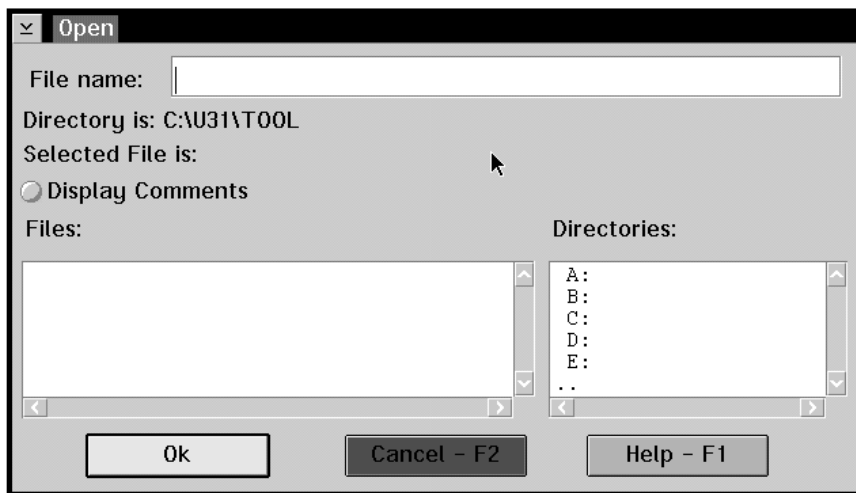 Open
File name:
Directory is: C:\U31\TOOL
Selected File is:
Display Comments
Files:
Directories:
A:
B:
C:
D:
E:
..
Ok
Cancel - F2
Help - F1